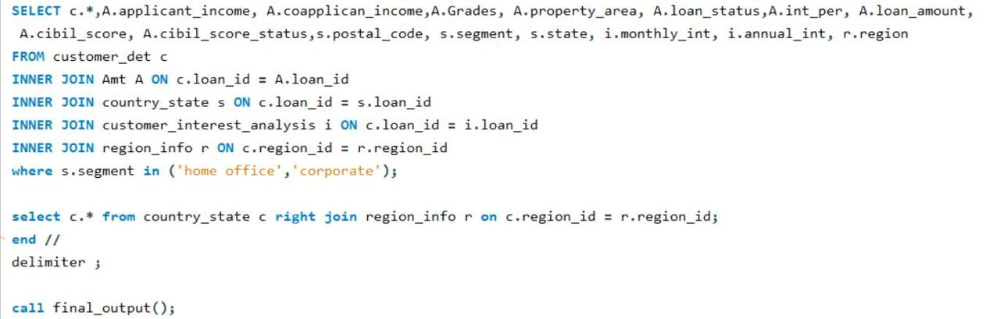 SELECT c.*,A.applicant_income, A.coapplican_income,A.Grades, A.property_area, A.loan_status,A.int_per, A.loan_amount,
A.cibil_score, A.cibil_score_status,s.postal_code, s.segment, s.state, i.monthly_int, i.annual_int, r.region
FROM customer_det c
INNER JOIN Amt A ON c.loan_id = A.loan_id
INNER JOIN country_state s ON c.loan_id = s.loan_id
INNER JOIN customer_interest_analysis i ON c.loan_id = i.loan_id
INNER JOIN region_info r ON c.region_id = r.region_id
where s.segment in ('home office','corporate');
select c.* from country_state c right join region_info r on c.region_id = r.region_id;
end //
delimiter ;
call final_output();